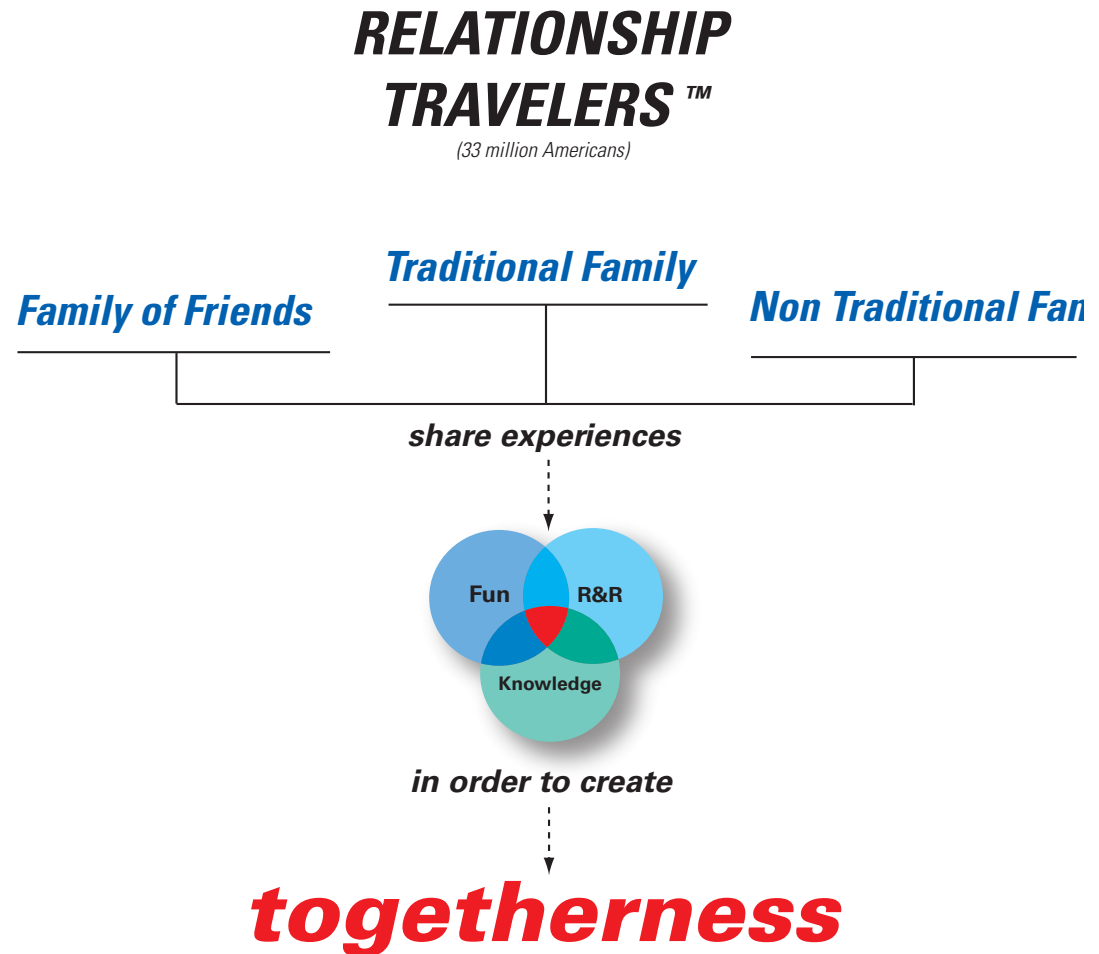 RELATIONSHIP
TRAVELERS ™
(33 million Americans)
Traditional Family
Family of Friends
Non Traditional Fam
share experiences
Fun
R&R
Knowledge
in order to create
togetherness